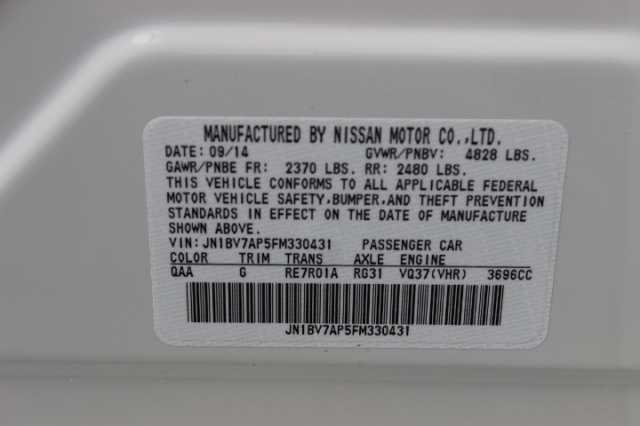 MANUFACTURED BY NISSAN MOTOR CO.,LTD.
DATE: 09/14 GVWR/PNBV: 4828 LBS.
GAWR/PNBE FR: 2370 LBS. RR: 2480 LBS.
THIS VEHICLE CONFORMS TO ALL APPLICABLE FEDERAL
MOTOR VEHICLE SAFETY,BUMPER,AND THEFT PREVENTION
STANDARDS IN EFFECT ON THE DATE OF MANUFACTURE
SHOWN ABOVE.
VIN: JN1BV7AP5FM330431 PASSENGER CAR
COLOR TRIM TRANS AXLE ENGINE
QAA G RE7R01A RG31 VQ37(VHR) 3696CC
JN1BV7AP5FM330431